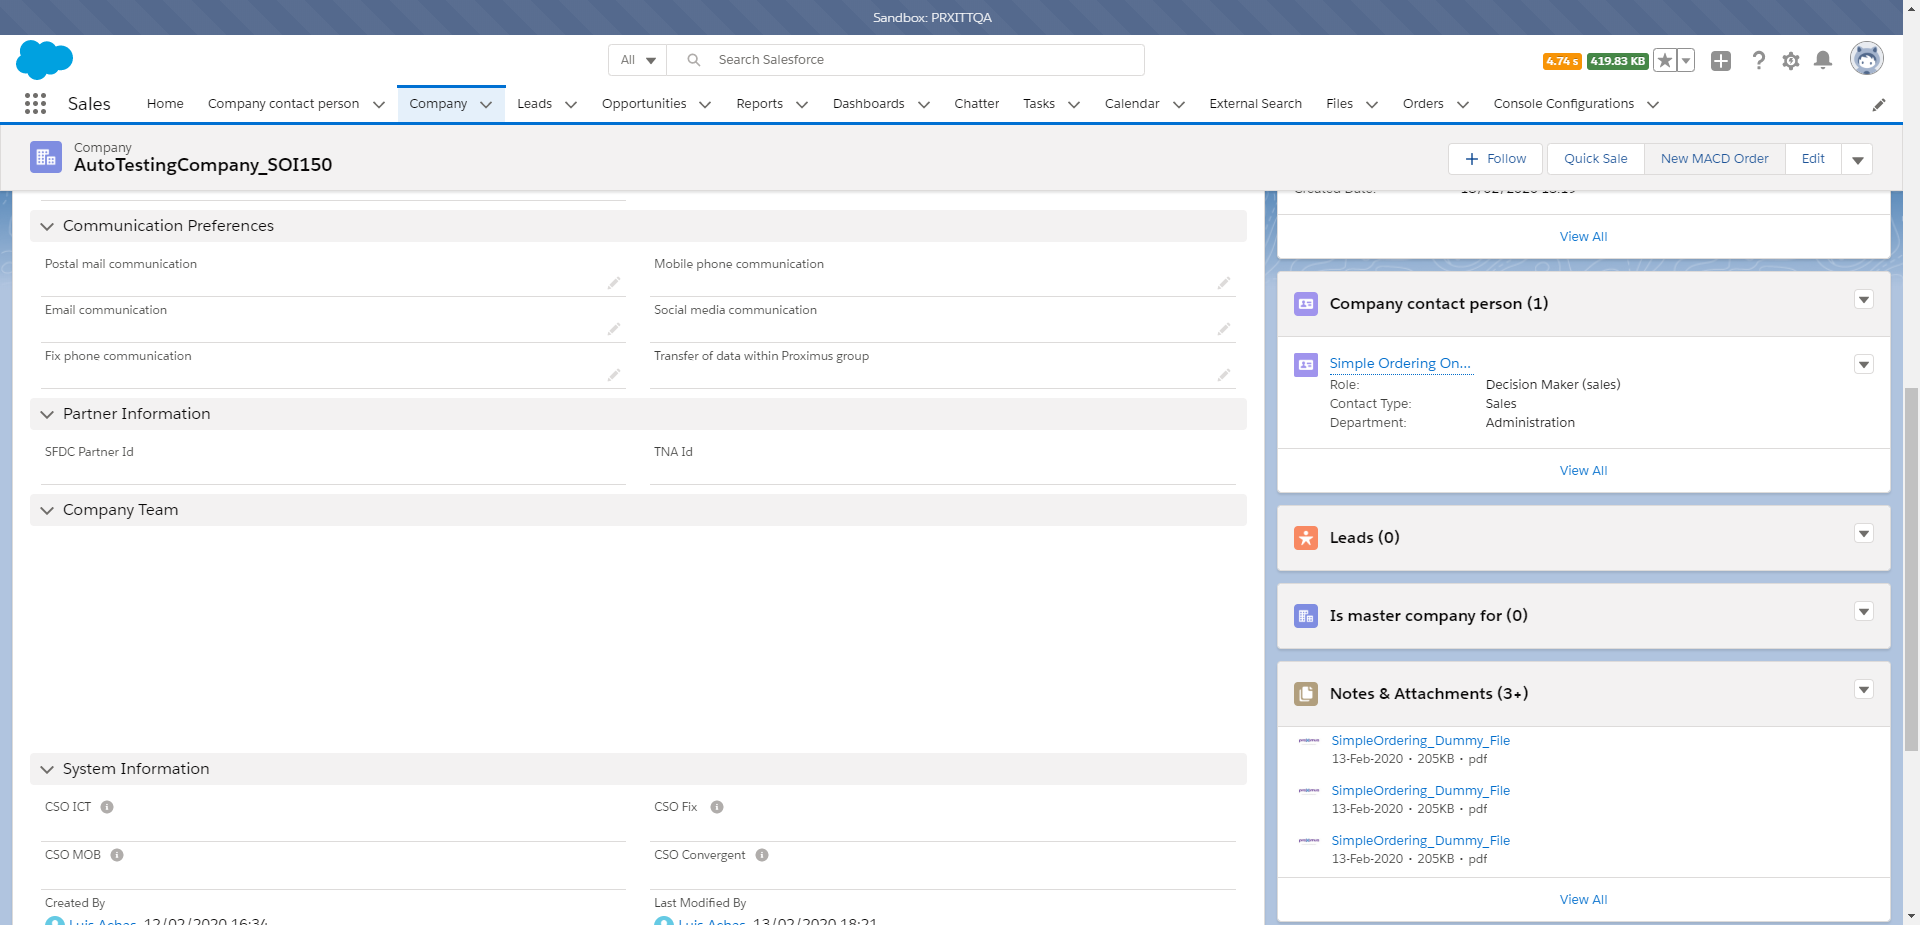 Sandbox: PRXITTQA
All
Search Salesforce
4.74 s
419.83 KB
Sales
Home
Company contact person
Company
Leads
Opportunities
Reports
Dashboards
Chatter
Tasks
Calendar
External Search
Files
Orders
Console Configurations
Company
AutoTestingCompany_SOI150
Follow
Quick Sale
New MACD Order
Edit
Communication Preferences
Postal mail communication
Mobile phone communication
Email communication
Social media communication
Fix phone communication
Transfer of data within Proximus group
Partner Information
SFDC Partner Id
TNA Id
Company Team
System Information
CSO ICT
CSO Fix
CSO MOB
CSO Convergent
Created By
Last Modified By
Luis Achas, 12/02/2020 16:34
Luis Achas, 13/02/2020 18:21
Created Date:
View All
Company contact person (1)
Simple Ordering On...
Role:
Decision Maker (sales)
Contact Type:
Sales
Department:
Administration
View All
Leads (0)
Is master company for (0)
Notes & Attachments (3+)
SimpleOrdering_Dummy_File
13-Feb-2020 • 205KB • pdf
SimpleOrdering_Dummy_File
13-Feb-2020 • 205KB • pdf
SimpleOrdering_Dummy_File
13-Feb-2020 • 205KB • pdf
View All